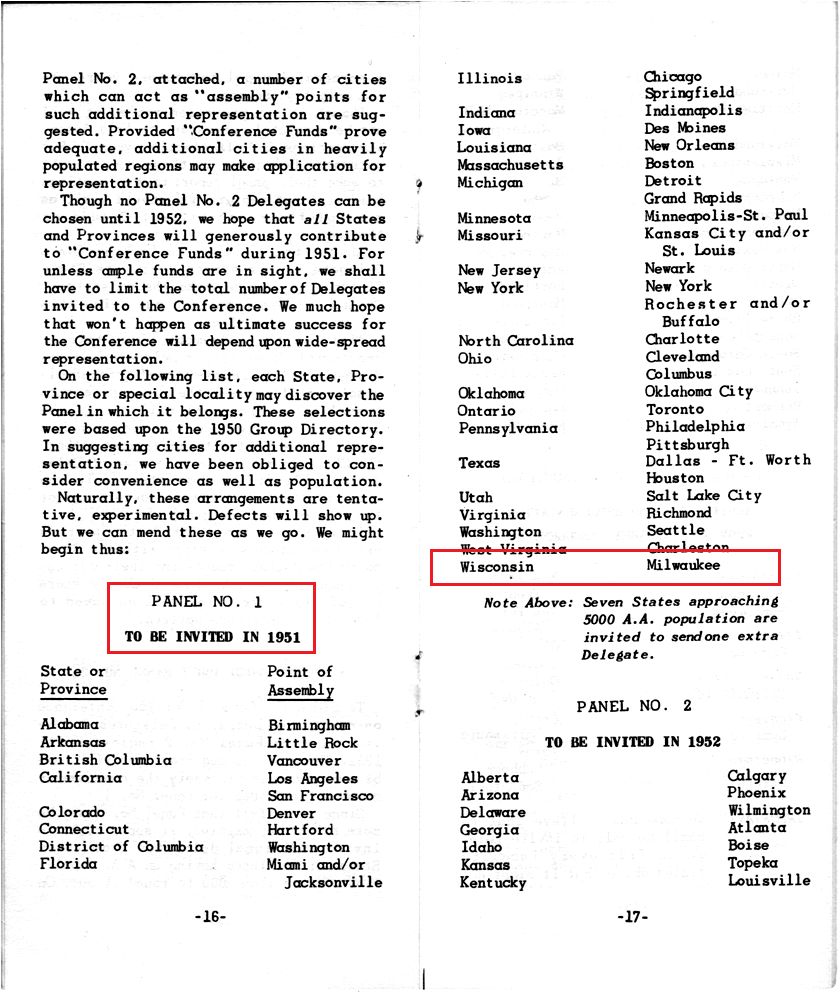 Panel No. 2, attached, a number of cities
which can act as "assembly" points for
such additional representation are sug-
gested. Provided "Conference Funds" prove
adequate, additional cities in heavily
populated regions may make application for
representation.
Though no Panel No. 2 Delegates can be
chosen until 1952, we hope that all States
and Provinces will generously contribute
to "Conference Funds" during 1951. For
unless ample funds are in sight, we shall
have to limit the total number of Delegates
invited to the Conference. We much hope
that won't happen as ultimate success for
the Conference will depend upon wide-spread
representation.
On the following list, each State, Pro-
vince or special locality may discover the
Panel in which it belongs. These selections
were based upon the 1950 Group Directory.
In suggesting cities for additional repre-
sentation, we have been obliged to con-
sider convenience as well as population.
Naturally, these arrangements are tenta-
tive, experimental. Defects will show up.
But we can mend these as we go. We might
begin thus:
PANEL NO. 1
TO BE INVITED IN 1951
State or Point of
Province Assembly
Alabama Birmingham
Arkansas Little Rock
British Columbia Vancouver
California Los Angeles
San Francisco
Colorado Denver
Connecticut Hartford
District of Columbia Washington
Florida Miami and/or
Jacksonville
-16-
Illinois Chicago
Springfield
Indiana Indianapolis
Iowa Des Moines
Louisiana New Orleans
Massachusetts Boston
Michigan Detroit
Grand Rapids
Minnesota Minneapolis-St. Paul
Missouri Kansas City and/or
St. Louis
New Jersey Newark
New York New York
Rochester and/or
Buffalo
North Carolina Charlotte
Ohio Cleveland
Columbus
Oklahoma Oklahoma City
Ontario Toronto
Pennsylvania Philadelphia
Pittsburgh
Texas Dallas - Ft. Worth
Houston
Utah Salt Lake City
Virginia Richmond
Washington Seattle
West Virginia Charleston
Wisconsin Milwaukee
Note Above: Seven States approaching
5000 A.A. population are
invited to send one extra
Delegate.
PANEL NO. 2
TO BE INVITED IN 1952
Alberta Calgary
Arizona Phoenix
Delaware Wilmington
Georgia Atlanta
Idaho Boise
Kansas Topeka
Kentucky Louisville
-17-